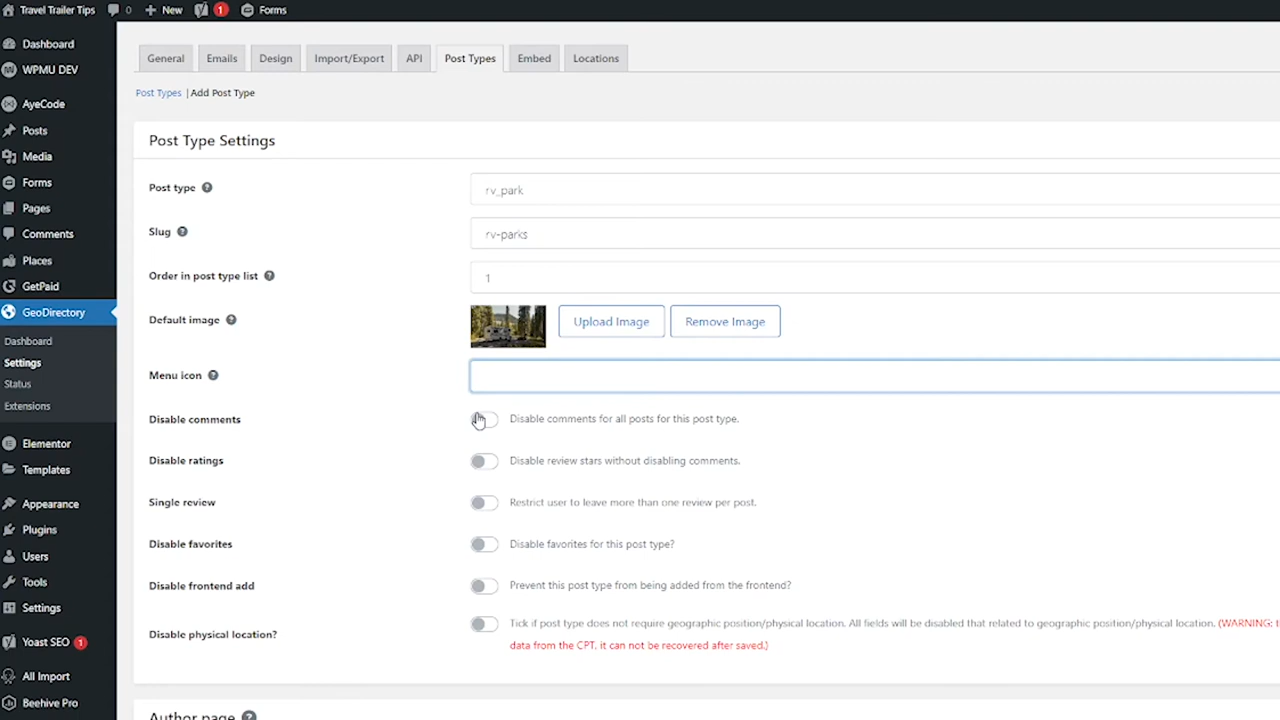 Travel Trailer Tips 0 New 1 Forms
Dashboard
WPMU DEV
AyeCode
Posts
Media
Forms
Pages
Comments
Places
GetPaid
GeoDirectory
Dashboard
Settings
Status
Extensions
Elementor
Templates
Appearance
Plugins
Users
Tools
Settings
Yoast SEO 1
All Import
Beehive Pro
General Emails Design Import/Export API Post Types Embed Locations
Post Types | Add Post Type
Post Type Settings
Post type ? rv_park
Slug ? rv-parks
Order in post type list ? 1
Default image ? Upload Image Remove Image
Menu icon ?
Disable comments Disable comments for all posts for this post type.
Disable ratings Disable review stars without disabling comments.
Single review Restrict user to leave more than one review per post.
Disable favorites Disable favorites for this post type?
Disable frontend add Prevent this post type from being added from the frontend?
Disable physical location? Tick if post type does not require geographic position/physical location. All fields will be disabled that related to geographic position/physical location. (WARNING:
data from the CPT. it can not be recovered after saved.)
Author page ?